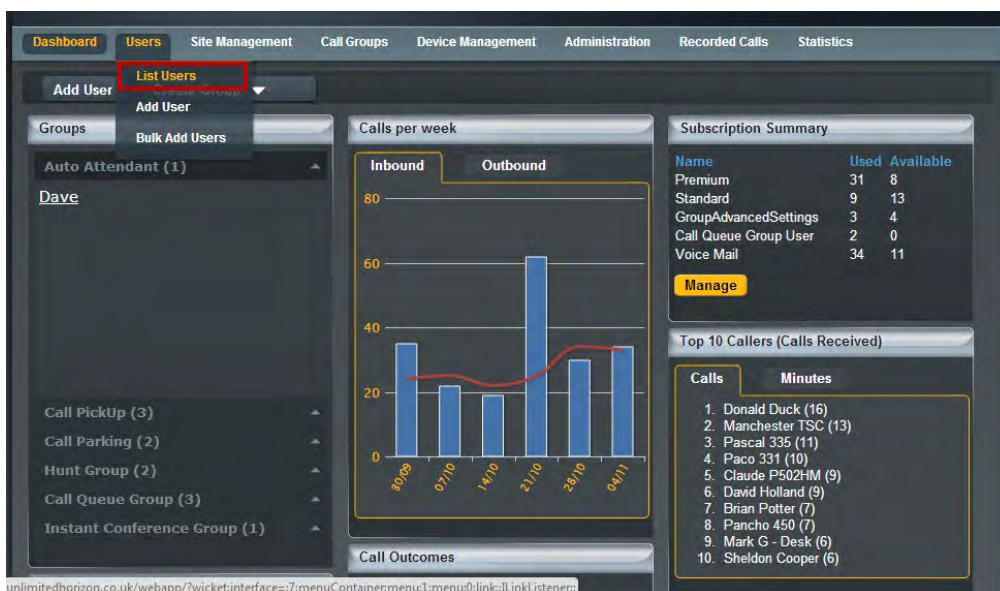 Dashboard Users Site Management Call Groups Device Management Administration Recorded Calls Statistics
List Users
Add User
Add User
Bulk Add Users
Groups
Auto Attendant (1)
Dave
Call PickUp (3)
Call Parking (2)
Hunt Group (2)
Call Queue Group (3)
Instant Conference Group (1)
Calls per week
Inbound Outbound
80
60
40
20
0
30/09 07/10 14/10 21/10 28/10 04/11
Call Outcomes
Subscription Summary
Name Used Available
Premium 31 8
Standard 9 13
GroupAdvancedSettings 3 4
Call Queue Group User 2 0
Voice Mail 34 11
Manage
Top 10 Callers (Calls Received)
Calls Minutes
1. Donald Duck (16)
2. Manchester TSC (13)
3. Pascal 335 (11)
4. Paco 331 (10)
5. Claude P502HM (9)
6. David Holland (9)
7. Brian Potter (7)
8. Pancho 450 (7)
9. Mark G - Desk (6)
10. Sheldon Cooper (6)